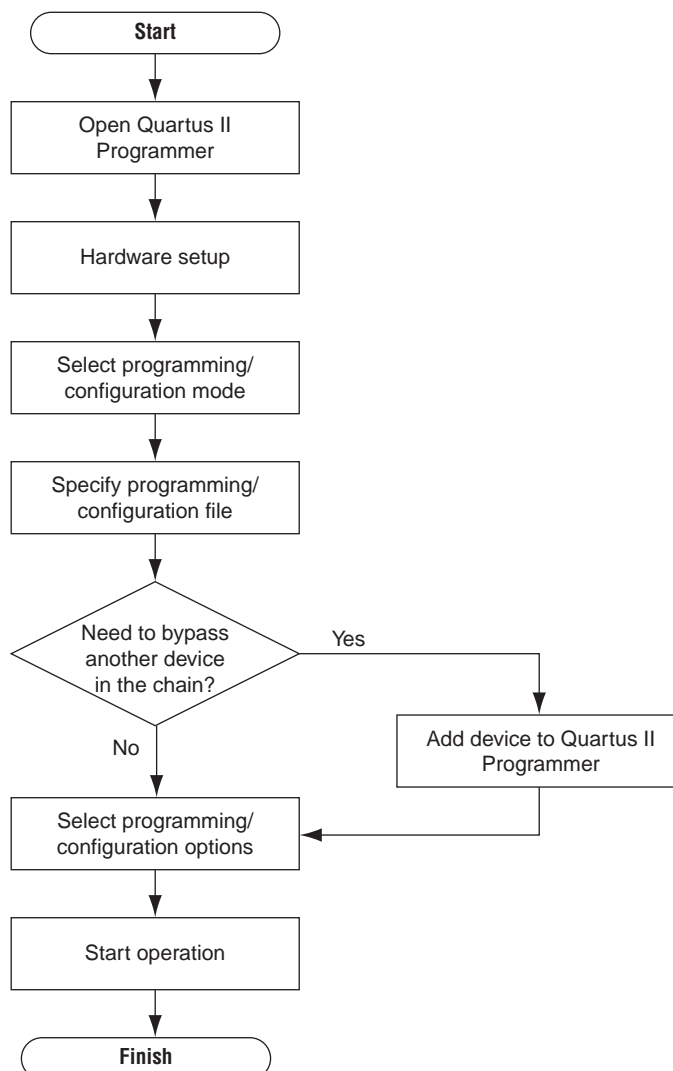 Start
Open Quartus II
Programmer
Hardware setup
Select programming/
configuration mode
Specify programming/
configuration file
Need to bypass
another device
in the chain?
Yes
No
Add device to Quartus II
Programmer
Select programming/
configuration options
Start operation
Finish